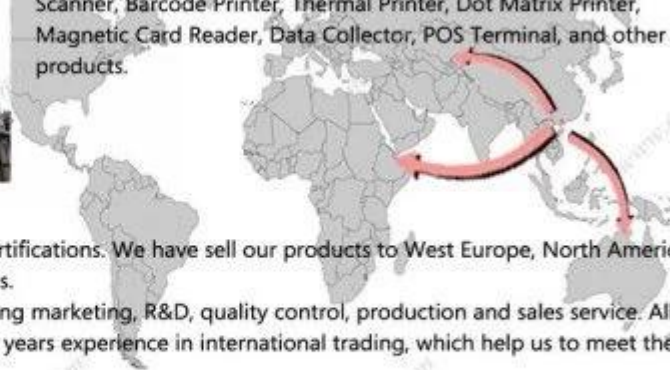 Scanner, Barcode Printer, Thermal Printer, Dot Matrix Printer,
Magnetic Card Reader, Data Collector, POS Terminal, and other
products.
rtifications. We have sell our products to West Europe, North Americ
s.
ng marketing, R&D, quality control, production and sales service. Al
years experience in international trading, which help us to meet the